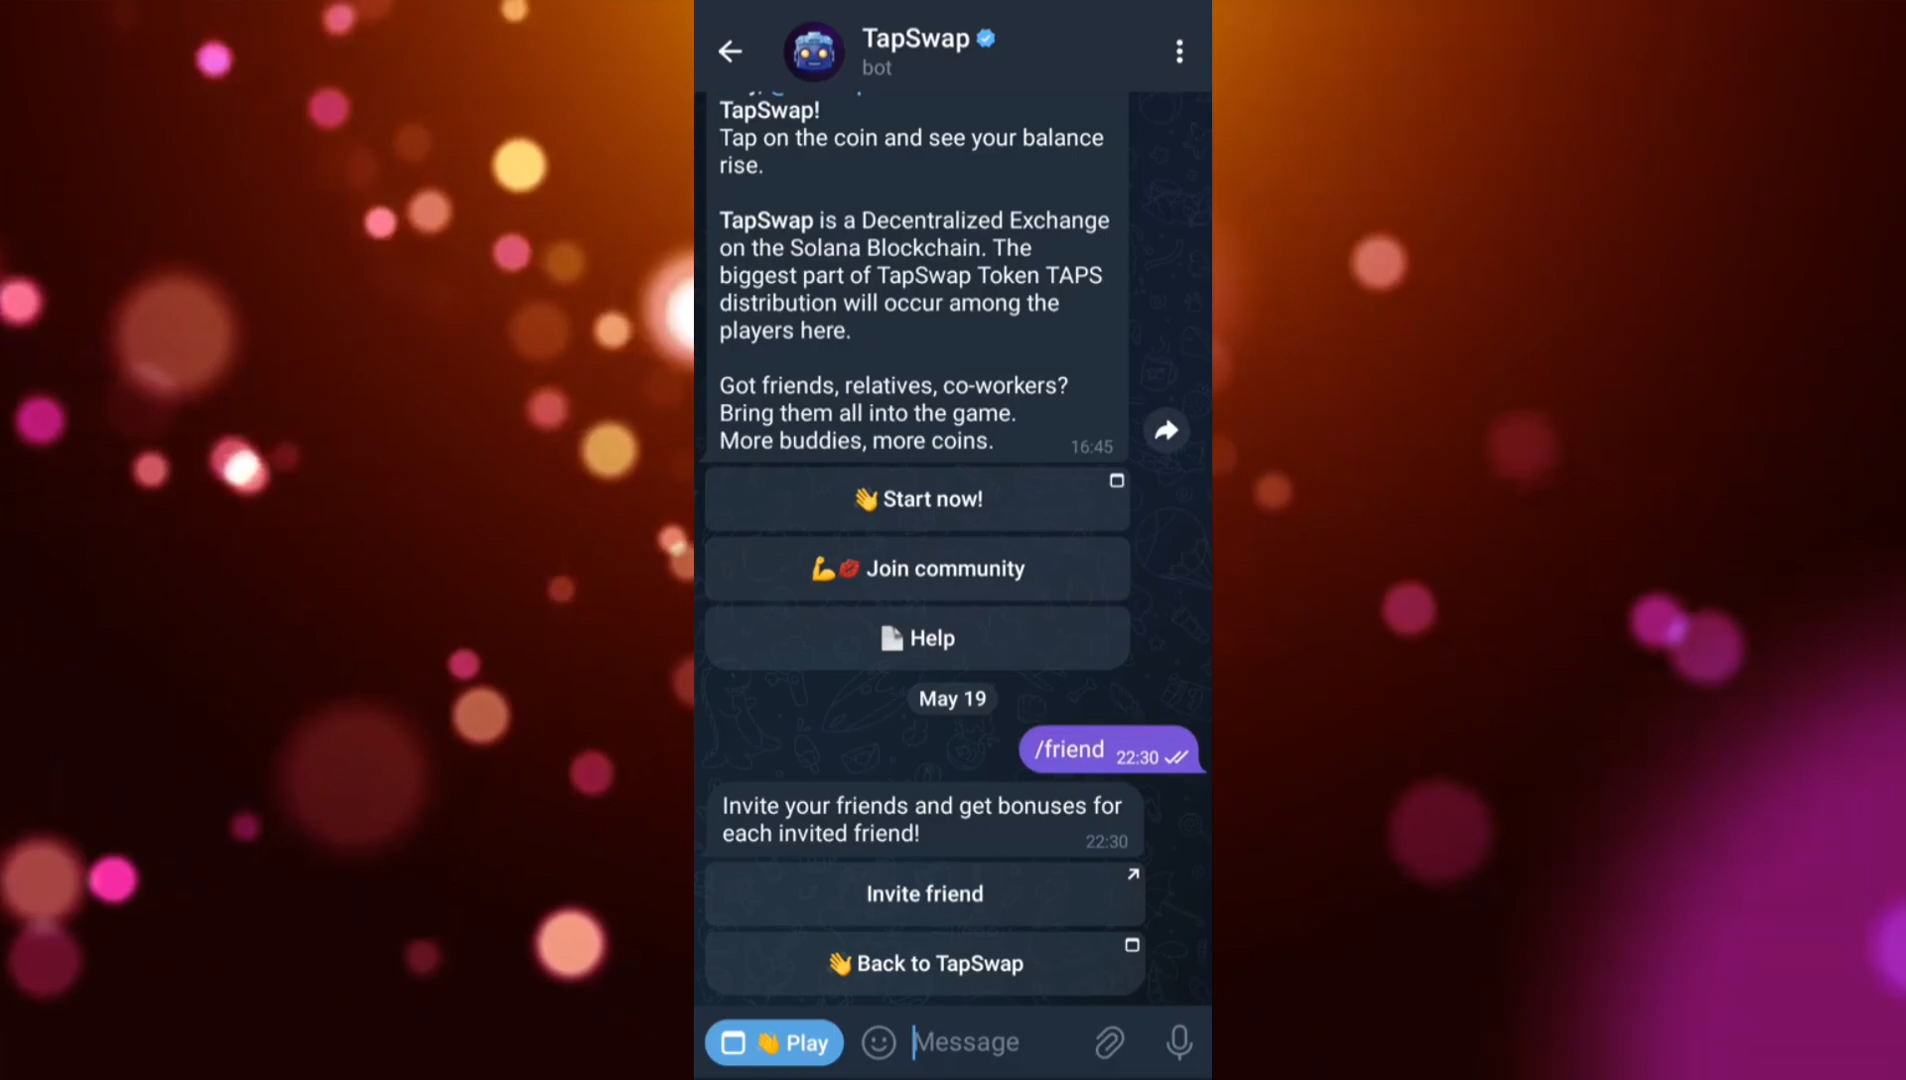 TapSwap
bot
TapSwap!
Tap on the coin and see your balance
rise.
TapSwap is a Decentralized Exchange
on the Solana Blockchain. The
biggest part of TapSwap Token TAPS
distribution will occur among the
players here.
Got friends, relatives, co-workers?
Bring them all into the game.
More buddies, more coins.
16:45
👋 Start now!
💪💋 Join community
📄 Help
May 19
/friend 22:30
Invite your friends and get bonuses for
each invited friend!
22:30
Invite friend
👋 Back to TapSwap
👋 Play
Message